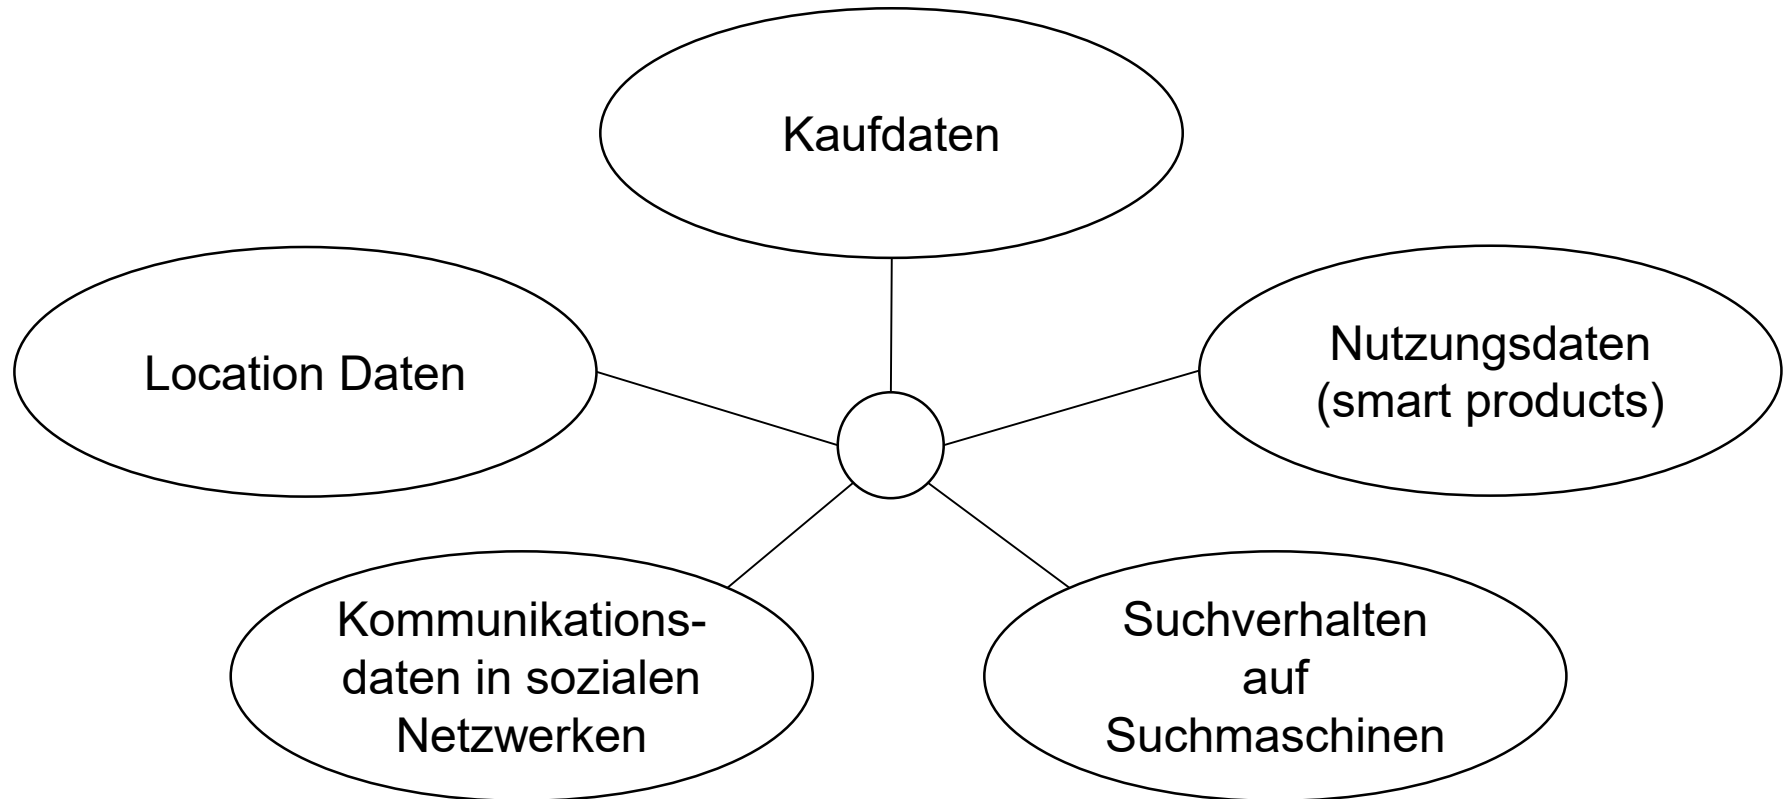 Kaufdaten
Location Daten
Nutzungsdaten
(smart products)
Kommunikations-
daten in sozialen
Netzwerken
Suchverhalten
auf
Suchmaschinen